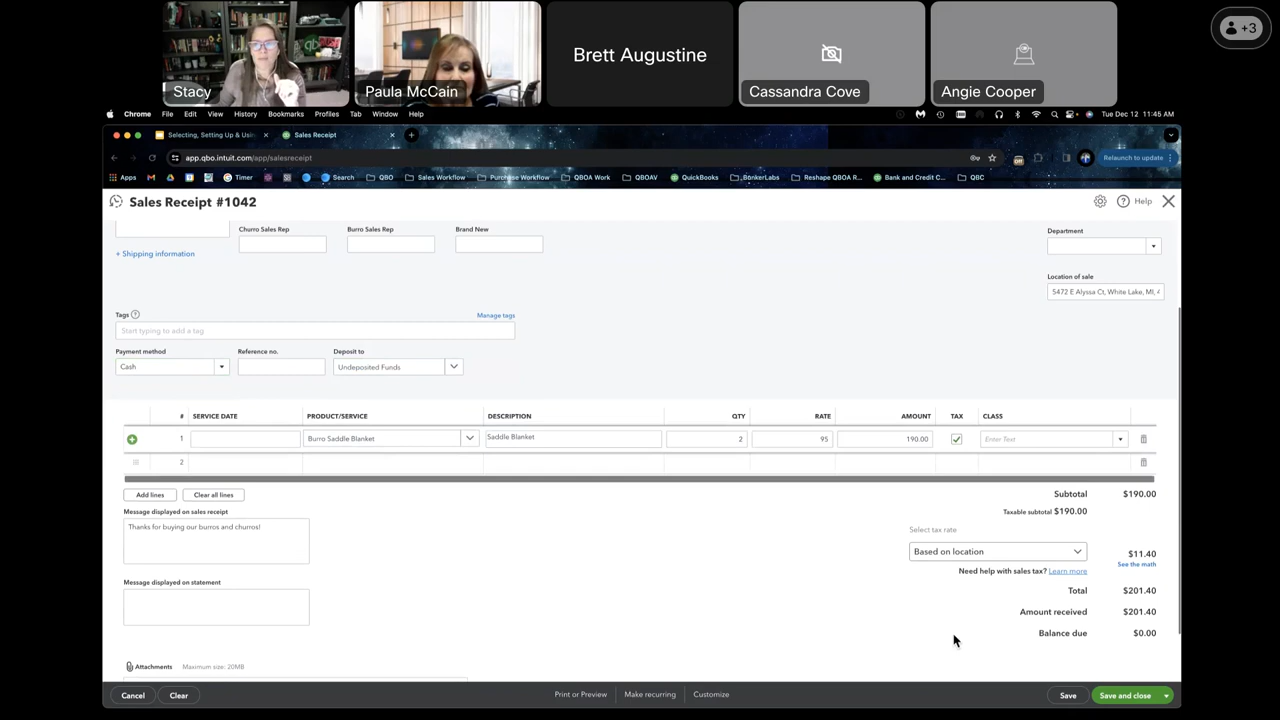 +3
Brett Augustine
Stacy
Paula McCain
Cassandra Cove
Angie Cooper
Chrome File Edit View History Bookmarks Profiles Tab Window Help Tue Dec 12 11:45 AM
Selecting, Setting Up & Usin Sales Receipt
app.qbo.intuit.com/app/salesreceipt Relaunch to update
Apps Timer Search QBO Sales Workflow Purchase Workflow QBOA Work QBOAV QuickBooks BonkerLabs Reshape QBOA R... Bank and Credit C... QBC
Sales Receipt #1042 Help
Churro Sales Rep Burro Sales Rep Brand New Department
+ Shipping information
Location of sale
5472 E Alyssa Ct, White Lake, MI, 4
Tags Manage tags
Start typing to add a tag
Payment method Reference no. Deposit to
Cash Undeposited Funds
# SERVICE DATE PRODUCT/SERVICE DESCRIPTION QTY RATE AMOUNT TAX CLASS
1 Burro Saddle Blanket Saddle Blanket 2 95 190.00 Enter Text
2
Add lines Clear all lines Subtotal $190.00
Message displayed on sales receipt Taxable subtotal $190.00
Thanks for buying our burros and churros!
Select tax rate
Based on location $11.40
See the math
Need help with sales tax? Learn more
Message displayed on statement
Total $201.40
Amount received $201.40
Balance due $0.00
Attachments Maximum size: 20MB
Cancel Clear Print or Preview Make recurring Customize Save Save and close